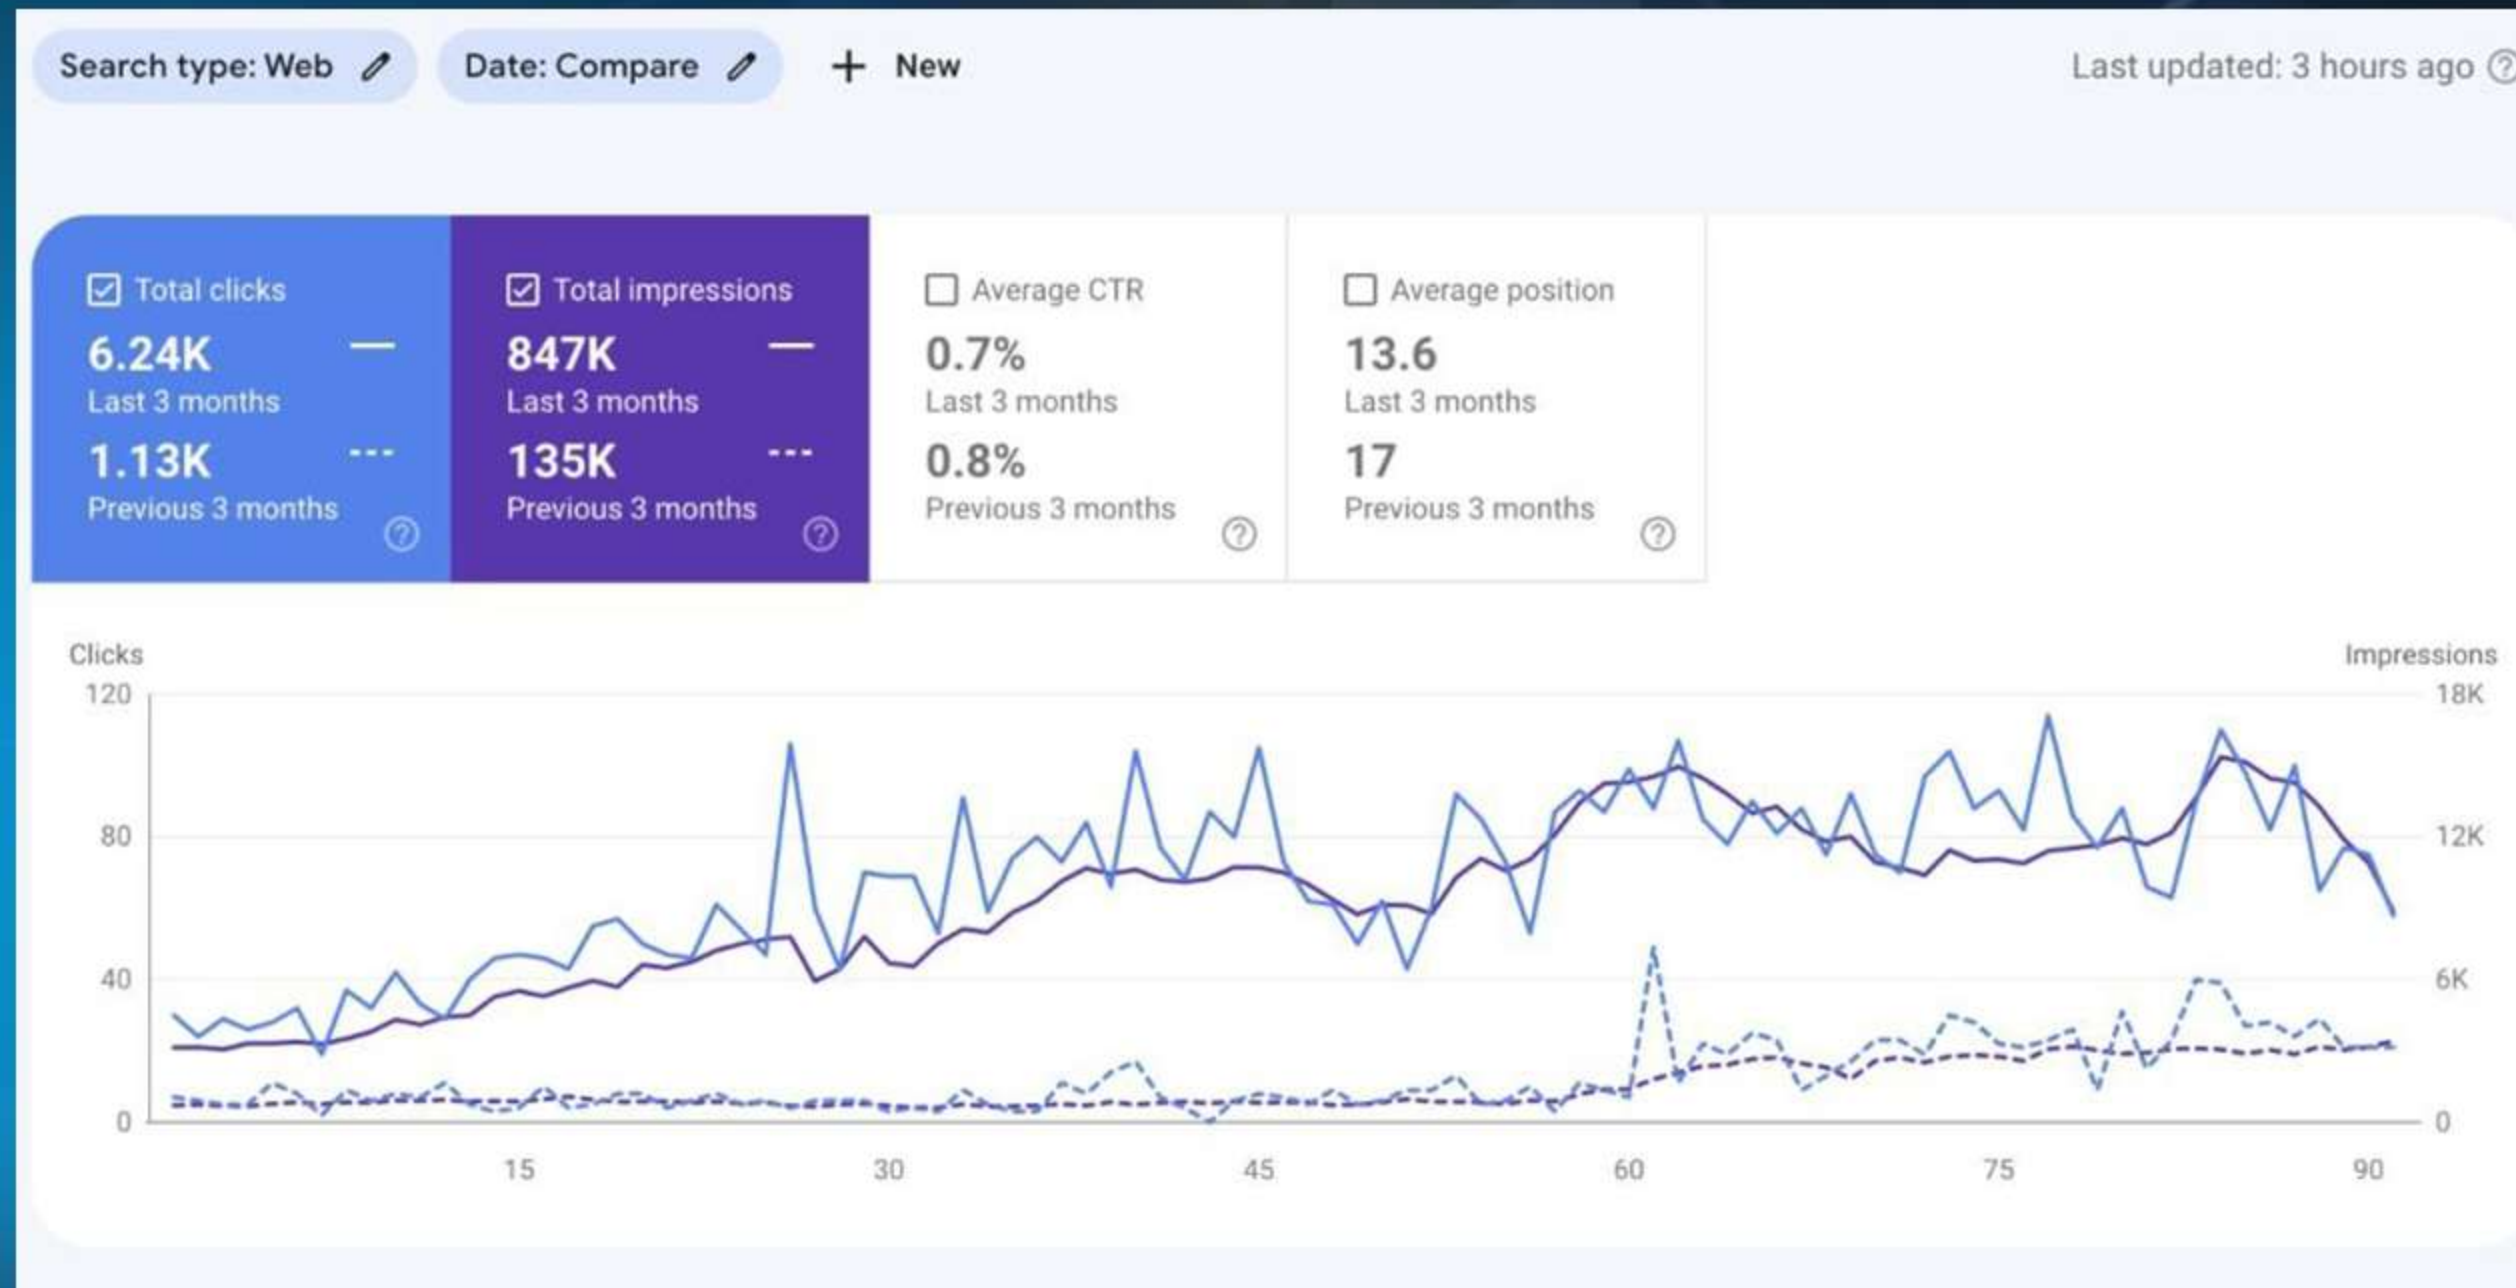 Search type: Web
Date: Compare
+ New
Last updated: 3 hours ago
Total clicks
6.24K
Last 3 months
1.13K
Previous 3 months
Total impressions
847K
Last 3 months
135K
Previous 3 months
Average CTR
0.7%
Last 3 months
0.8%
Previous 3 months
Average position
13.6
Last 3 months
17
Previous 3 months
Clicks
Impressions
120
80
40
0
18K
12K
6K
0
15 30 45 60 75 90